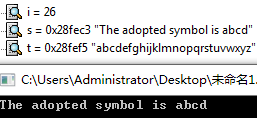 i = 26
s = 0x28fec3 "The adopted symbol is abcd"
t = 0x28fef5 "abcdefghijklmnopqrstuvwxyz"
C:\Users\Administrator\Desktop\未命名1.
The adopted symbol is abcd